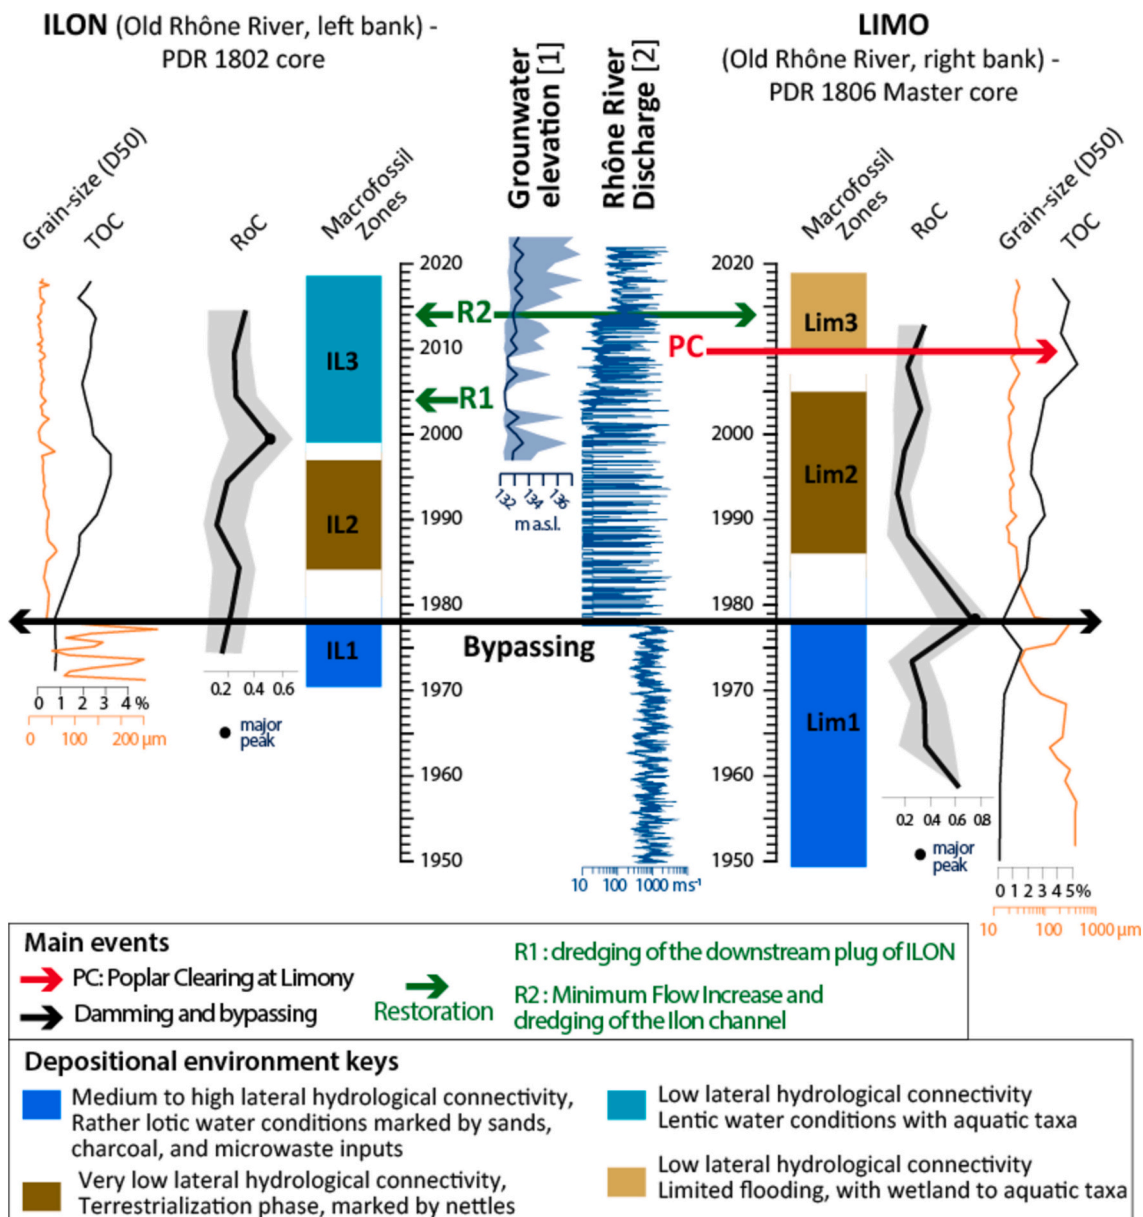 ILON (Old Rhône River, left bank) -
PDR 1802 core
Grounwater
elevation [1]
Rhône River
Discharge [2]
LIMO
(Old Rhône River, right bank) -
PDR 1806 Master core
Grain-size (D50)
TOC
RoC
Macrofossil
Zones
Macrofossil
Zones
RoC
Grain-size (D50)
TOC
2020
2010
2000
1990
1980
1970
1960
1950
2020
2010
2000
1990
1980
1970
1960
1950
IL3
IL2
IL1
R2
R1
PC
Lim3
Lim2
Lim1
132 134 136
m a.s.l.
Bypassing
0 1 2 3 4 %
0 100 200 µm
0.2 0.4 0.6
major
peak
10 100 1000 ms-¹
0.2 0.4 0.6 0.8
major
peak
0 1 2 3 4 5%
10 100 1000 µm
Main events
PC: Poplar Clearing at Limony
Damming and bypassing
Restoration
R1 : dredging of the downstream plug of ILON
R2 : Minimum Flow Increase and
dredging of the Ilon channel
Depositional environment keys
Medium to high lateral hydrological connectivity,
Rather lotic water conditions marked by sands,
charcoal, and microwaste inputs
Very low lateral hydrological connectivity,
Terrestrialization phase, marked by nettles
Low lateral hydrological connectivity
Lentic water conditions with aquatic taxa
Low lateral hydrological connectivity
Limited flooding, with wetland to aquatic taxa